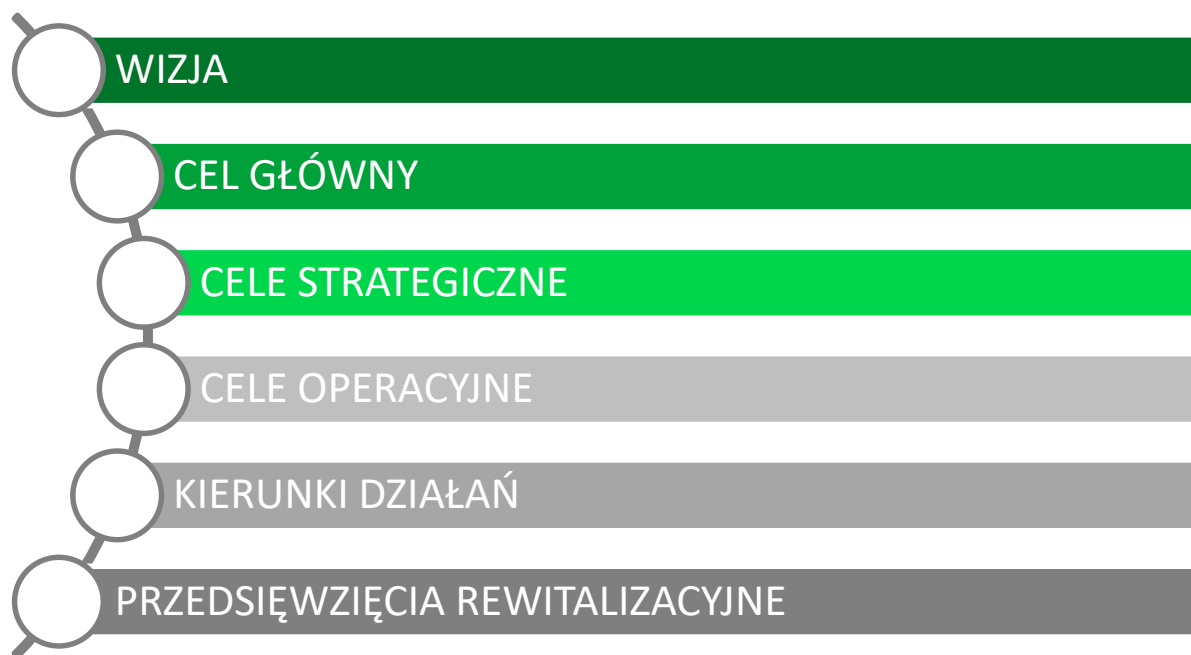 WIZJA
CEL GŁÓWNY
CELE STRATEGICZNE
CELE OPERACYJNE
KIERUNKI DZIAŁAŃ
PRZEDSIĘWZIĘCIA REWITALIZACYJNE